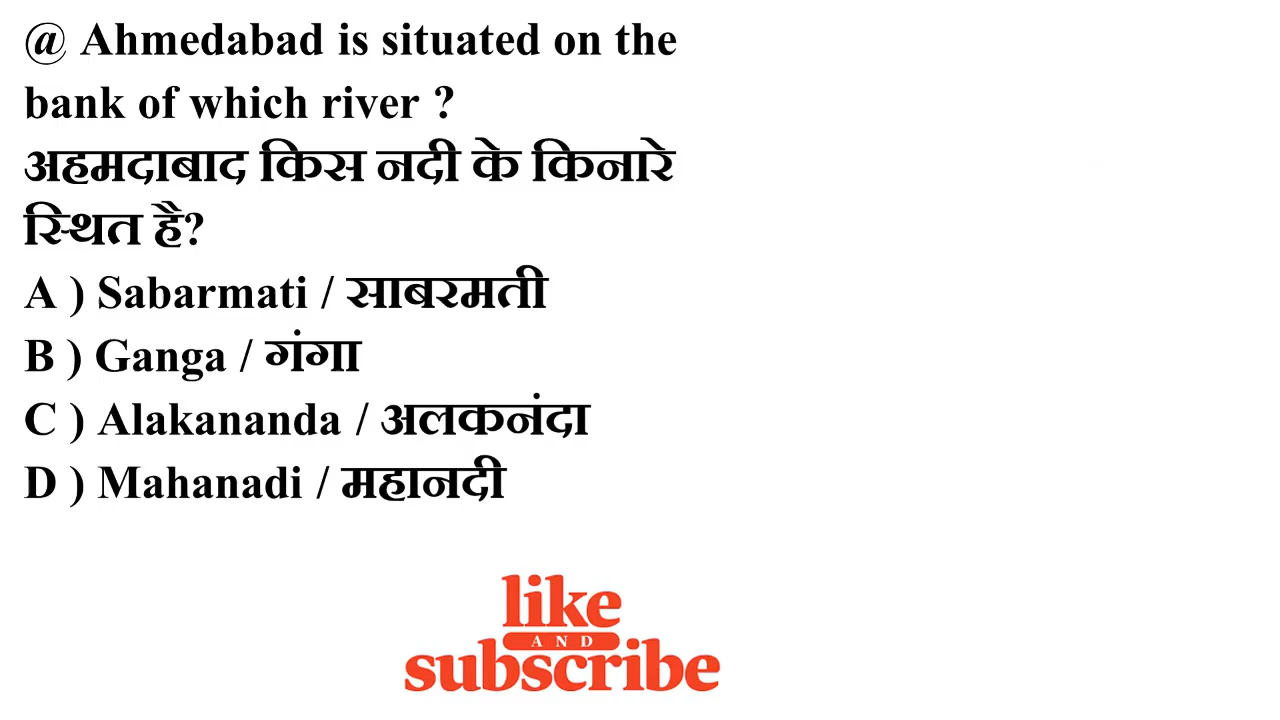 @ Ahmedabad is situated on the
bank of which river ?
अहमदाबाद किस नदी के किनारे
स्थित है?
A ) Sabarmati / साबरमती
B ) Ganga / गंगा
C ) Alakananda / अलकनंदा
D ) Mahanadi / महानदी
like
AND
subscribe